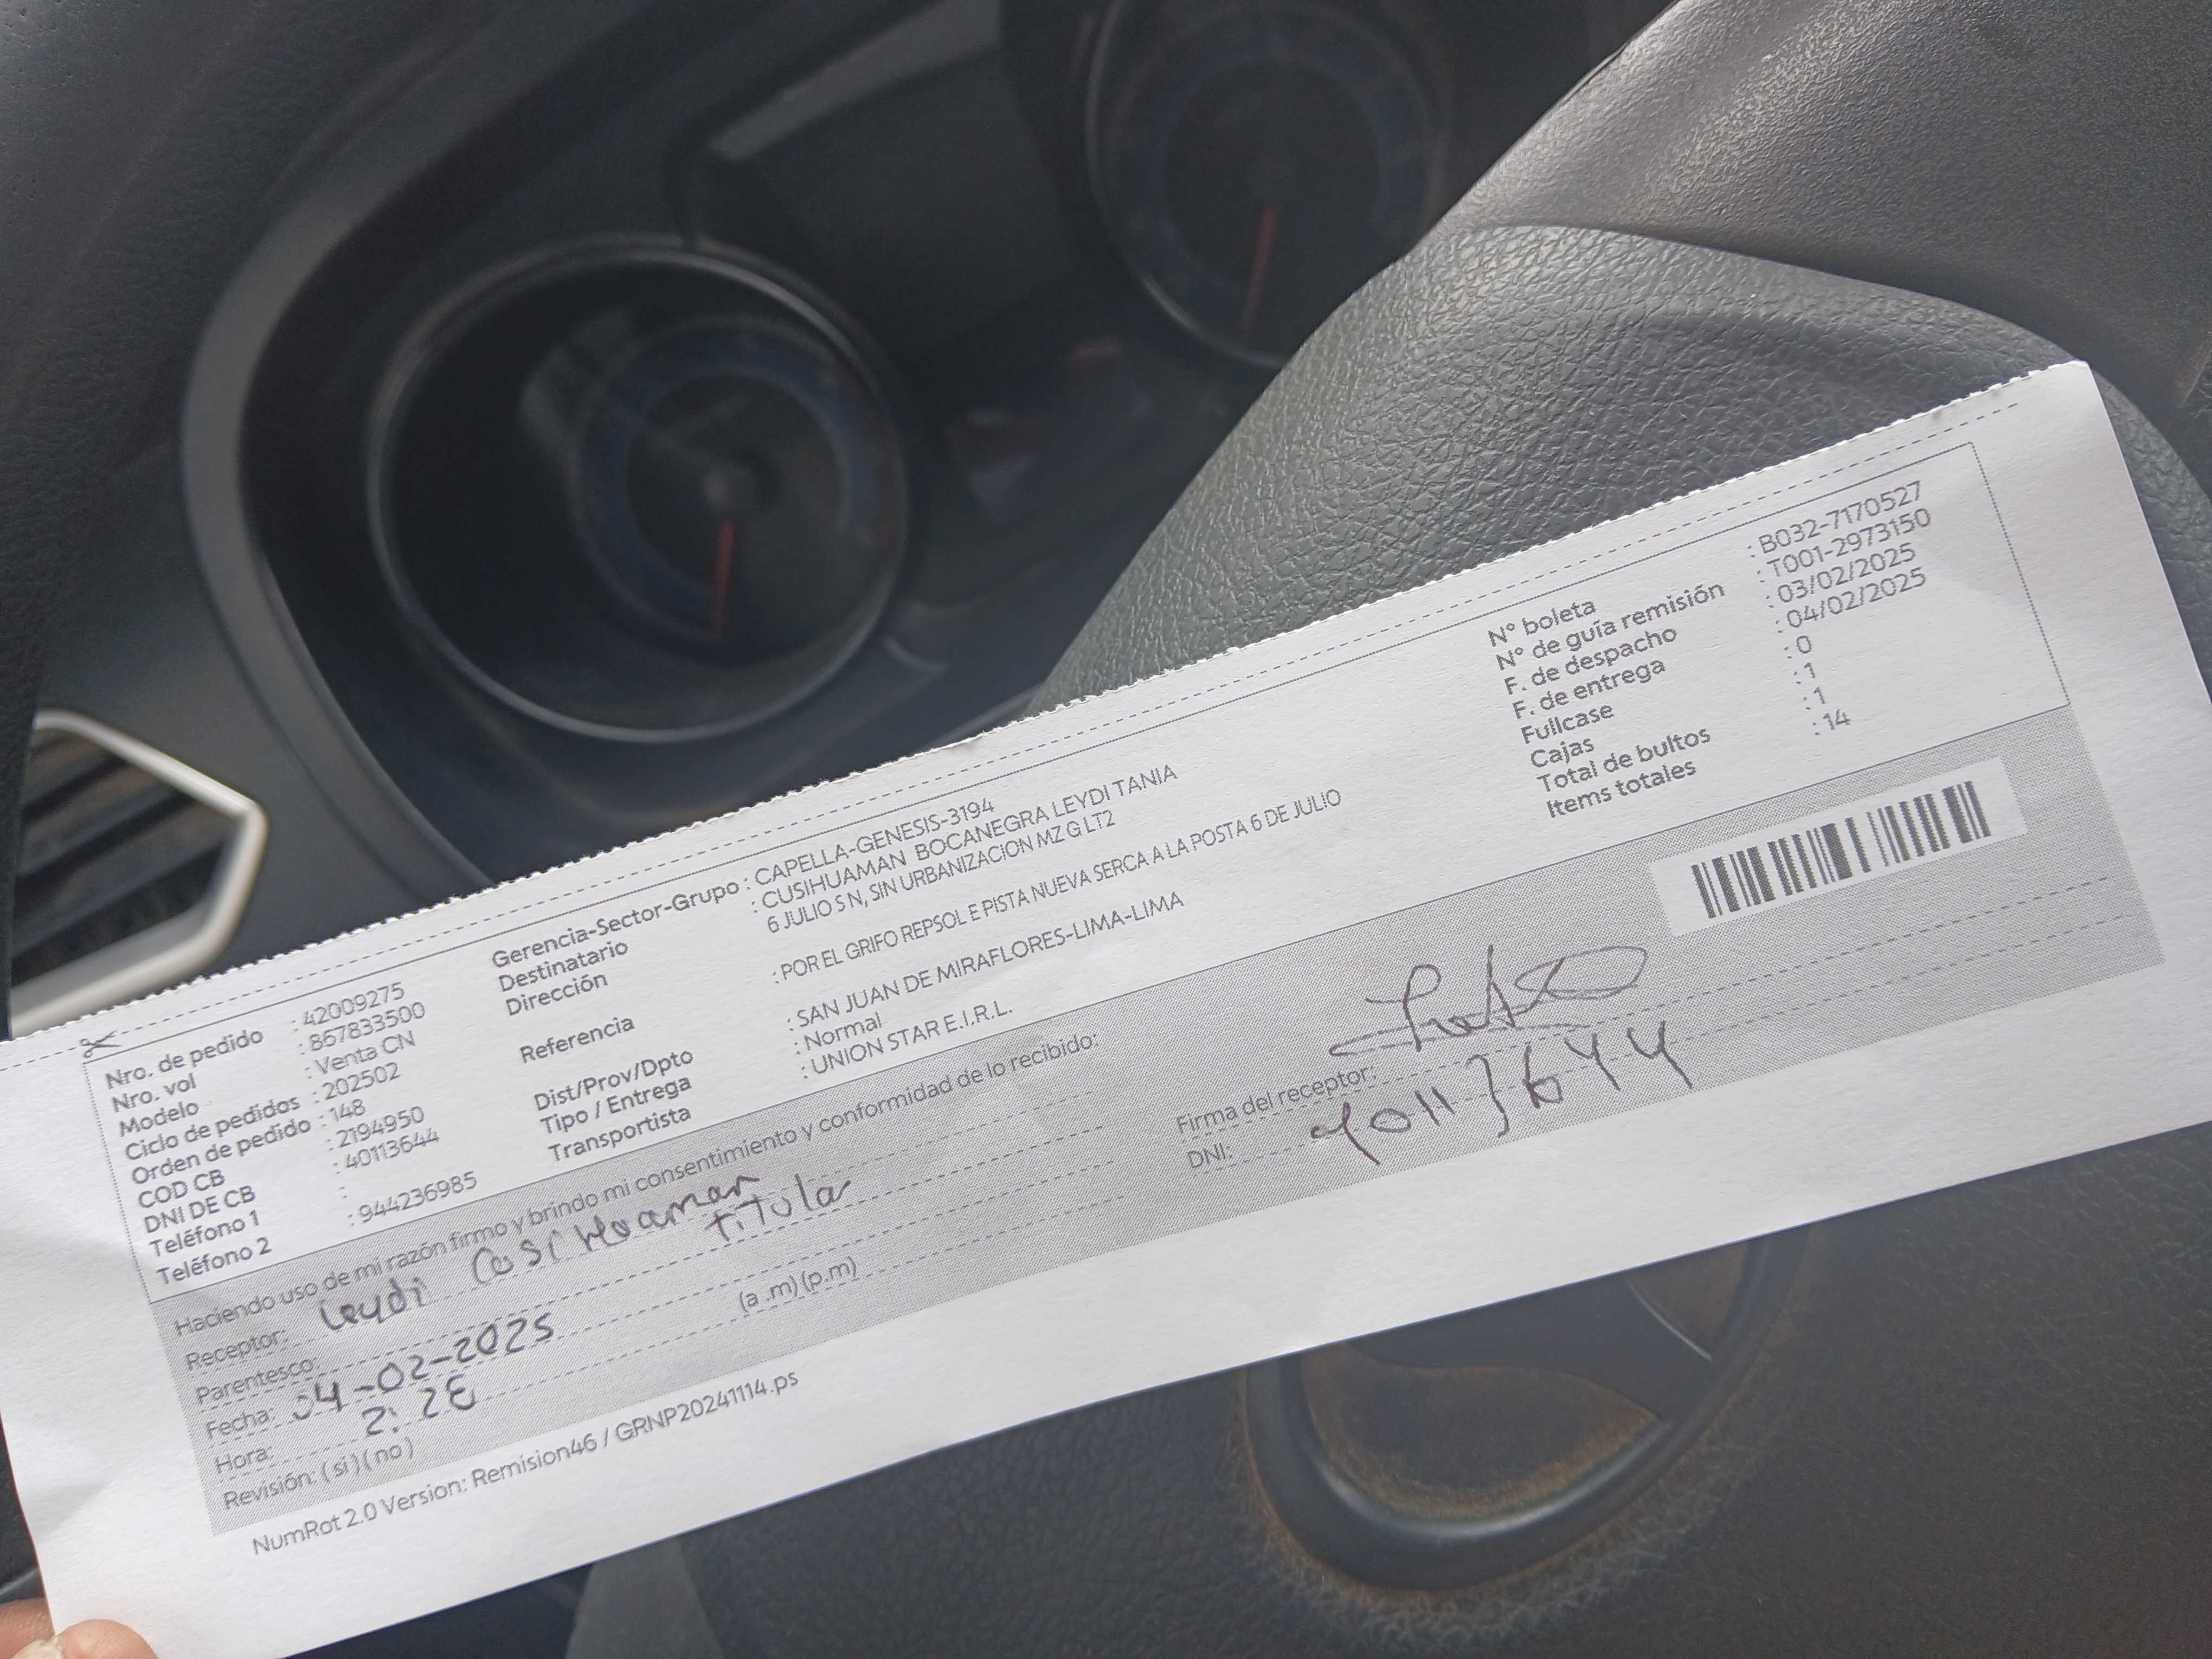 Nro. de pedido : 42009275
Nro. vol : 867833500
Modelo : Venta CN
Ciclo de pedidos : 202502
Orden de pedido : 148
COD CB : 2194950
DNI DE CB : 40113644
Teléfono 1 :
Teléfono 2 : 944236985
Gerencia-Sector-Grupo : CAPELLA-GENESIS-3194
Destinatario : CUSIHUAMAN BOCANEGRA LEYDI TANIA
Dirección 6 JULIO S N, SIN URBANIZACION MZ G LT2
Referencia : POR EL GRIFO REPSOL E PISTA NUEVA SERCA A LA POSTA 6 DE JULIO
Dist/Prov/Dpto : SAN JUAN DE MIRAFLORES-LIMA-LIMA
Tipo / Entrega : Normal
Transportista : UNION STAR E.I.R.L.
N° boleta : B032-7170527
N° de guía remisión : T001-2973150
F. de despacho : 03/02/2025
F. de entrega : 04/02/2025
Fullcase : 0
Cajas : 1
Total de bultos : 1
Items totales : 14
Haciendo uso de mi razón firmo y brindo mi consentimiento y conformidad de lo recibido:
Receptor: Leydi Cosi Huaman
Parentesco: titular
Fecha: 04-02-2025
Hora: 2:28 (a .m) (p.m)
Revisión: ( si ) ( no )
Firma del receptor:
DNI: 40113644
NumRot 2.0 Version: Remision46 / GRNP20241114.ps